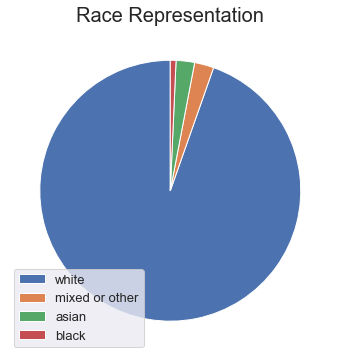 Race Representation
white
mixed or other
asian
black